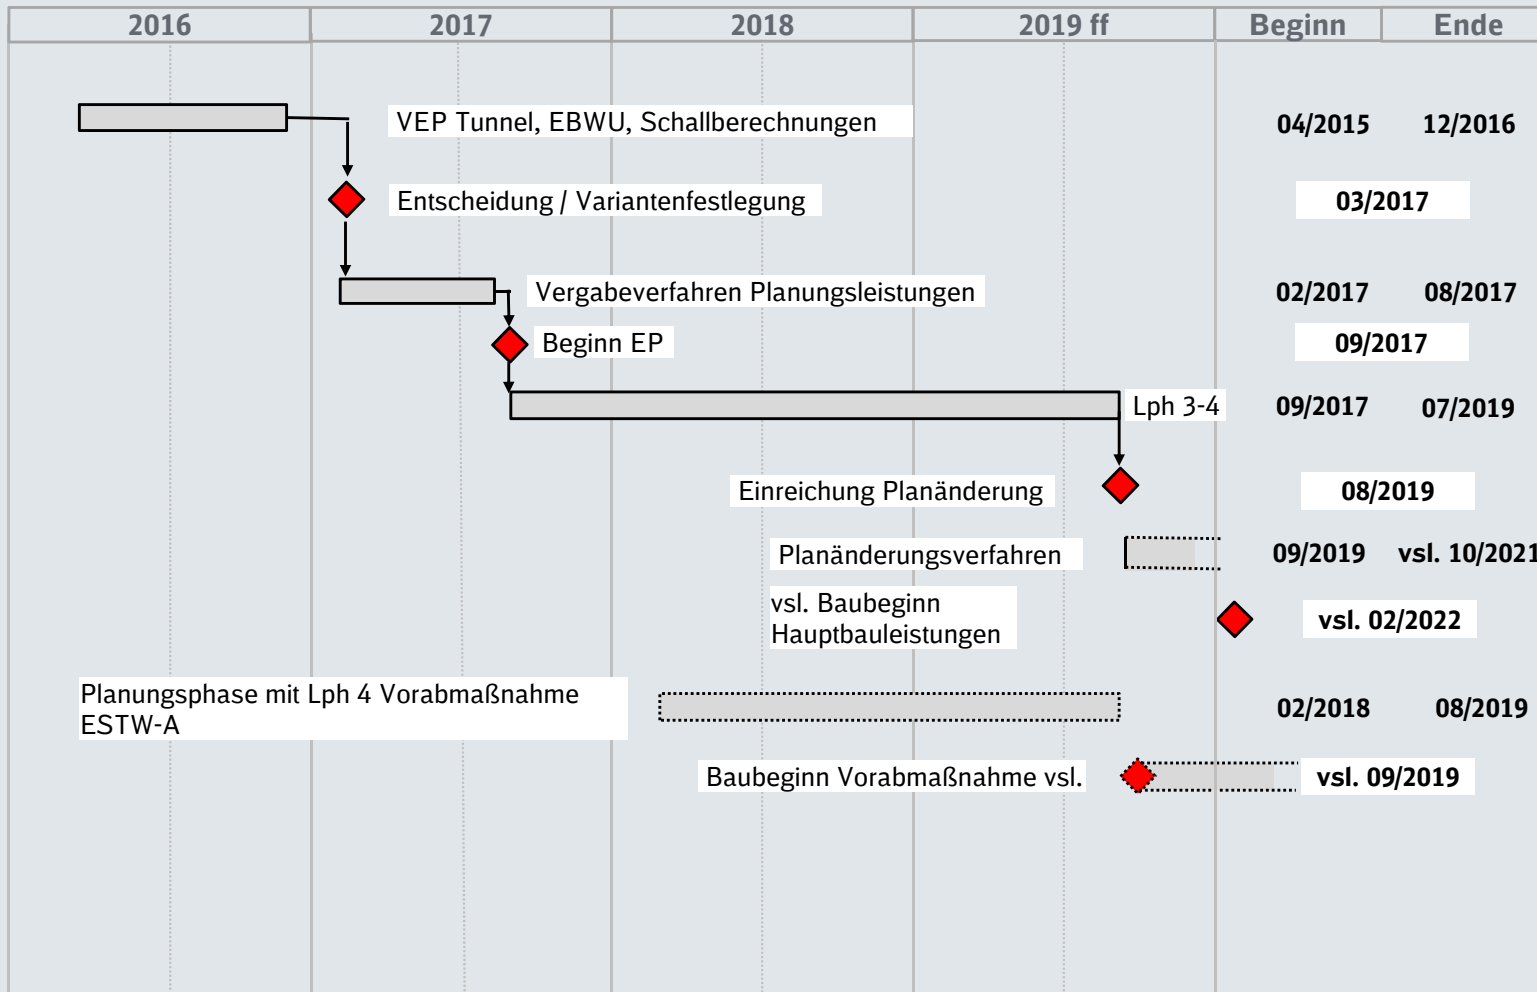 2016 2017 2018 2019 ff Beginn Ende
VEP Tunnel, EBWU, Schallberechnungen 04/2015 12/2016
Entscheidung / Variantenfestlegung 03/2017
Vergabeverfahren Planungsleistungen 02/2017 08/2017
Beginn EP 09/2017
Lph 3-4 09/2017 07/2019
Einreichung Planänderung 08/2019
Planänderungsverfahren 09/2019 vsl. 10/2021
vsl. Baubeginn
Hauptbauleistungen vsl. 02/2022
Planungsphase mit Lph 4 Vorabmaßnahme
ESTW-A 02/2018 08/2019
Baubeginn Vorabmaßnahme vsl. vsl. 09/2019